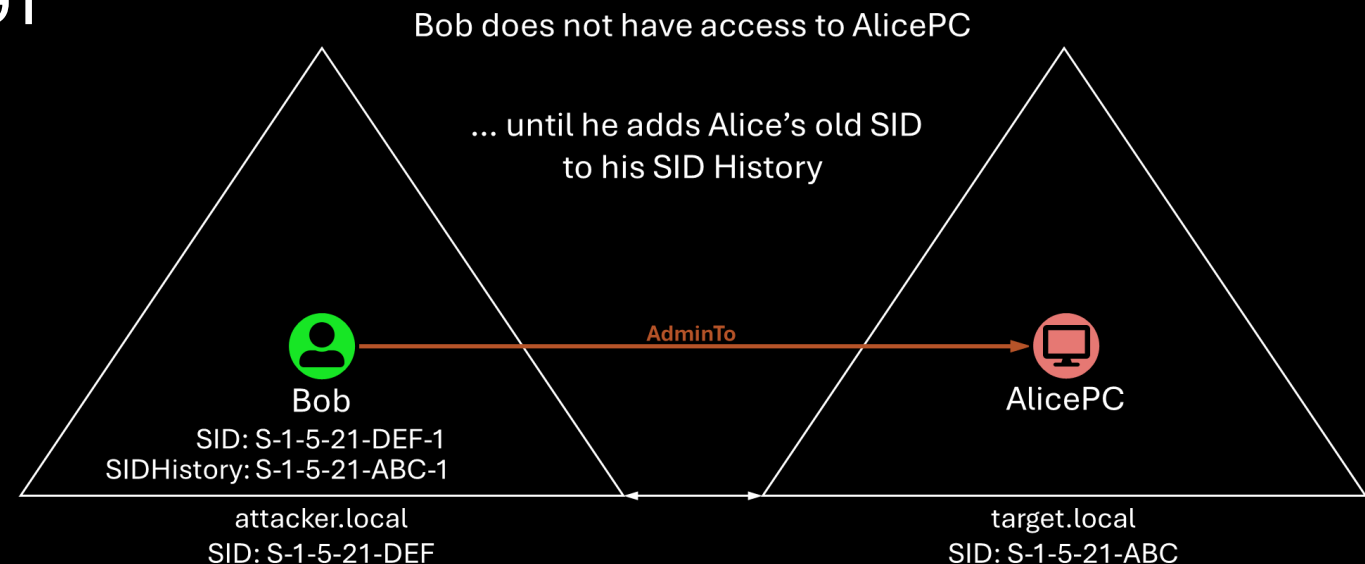 Bob does not have access to AlicePC
... until he adds Alice's old SID
to his SID History
AdminTo
Bob
AlicePC
SID: S-1-5-21-DEF-1
SIDHistory: S-1-5-21-ABC-1
attacker.local
target.local
SID: S-1-5-21-DEF
SID: S-1-5-21-ABC